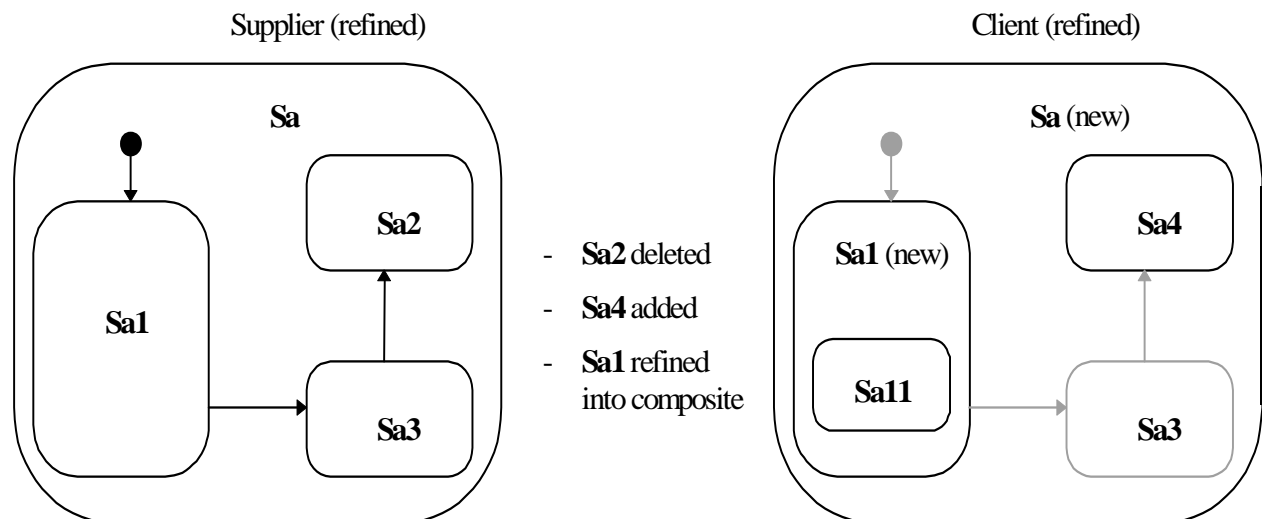 Supplier (refined)
Client (refined)
Sa
Sa1
Sa2
Sa3
- Sa2 deleted
- Sa4 added
- Sa1 refined
into composite
Sa (new)
Sa1 (new)
Sa11
Sa4
Sa3